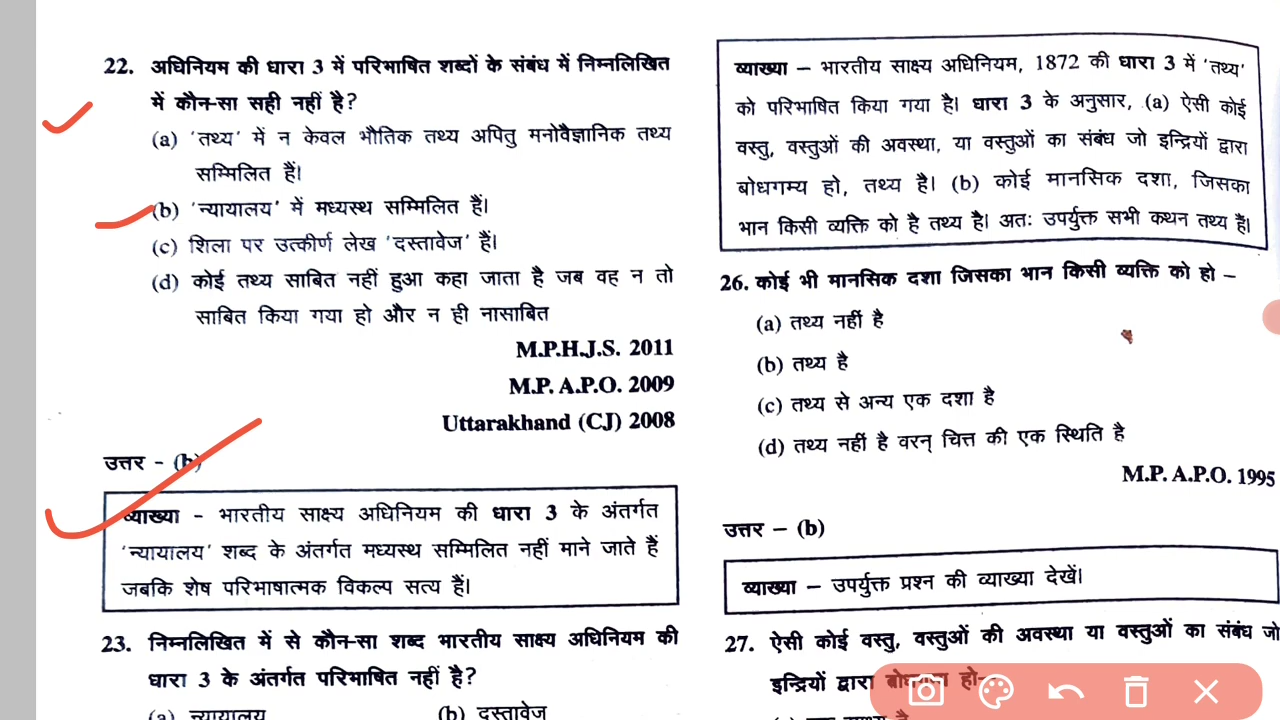 22. अधिनियम की धारा 3 में परिभाषित शब्दों के संबंध में निम्नलिखित
में कौन-सा सही नहीं है?
(a) 'तथ्य' में न केवल भौतिक तथ्य अपितु मनोवैज्ञानिक तथ्य
सम्मिलित हैं।
(b) 'न्यायालय' में मध्यस्थ सम्मिलित हैं।
(c) शिला पर उत्कीर्ण लेख 'दस्तावेज' हैं।
(d) कोई तथ्य साबित नहीं हुआ कहा जाता है जब वह न तो
साबित किया गया हो और न ही नासाबित
M.P.H.J.S. 2011
M.P. A.P.O. 2009
Uttarakhand (CJ) 2008
उत्तर - (b)
व्याख्या - भारतीय साक्ष्य अधिनियम की धारा 3 के अंतर्गत
'न्यायालय' शब्द के अंतर्गत मध्यस्थ सम्मिलित नहीं माने जाते हैं
जबकि शेष परिभाषात्मक विकल्प सत्य हैं।
23. निम्नलिखित में से कौन-सा शब्द भारतीय साक्ष्य अधिनियम की
धारा 3 के अंतर्गत परिभाषित नहीं है?
(a) न्यायालय (b) दस्तावेज
व्याख्या – भारतीय साक्ष्य अधिनियम, 1872 की धारा 3 में 'तथ्य'
को परिभाषित किया गया है। धारा 3 के अनुसार, (a) ऐसी कोई
वस्तु, वस्तुओं की अवस्था, या वस्तुओं का संबंध जो इन्द्रियों द्वारा
बोधगम्य हो, तथ्य है। (b) कोई मानसिक दशा, जिसका
भान किसी व्यक्ति को है तथ्य है। अतः उपर्युक्त सभी कथन तथ्य हैं।
26. कोई भी मानसिक दशा जिसका भान किसी व्यक्ति को हो –
(a) तथ्य नहीं है
(b) तथ्य है
(c) तथ्य से अन्य एक दशा है
(d) तथ्य नहीं है वरन् चित्त की एक स्थिति है
M.P. A.P.O. 1995
उत्तर – (b)
व्याख्या – उपर्युक्त प्रश्न की व्याख्या देखें।
27. ऐसी कोई वस्तु, वस्तुओं की अवस्था या वस्तुओं का संबंध जो
इन्द्रियों द्वारा बोधगम्य हो–